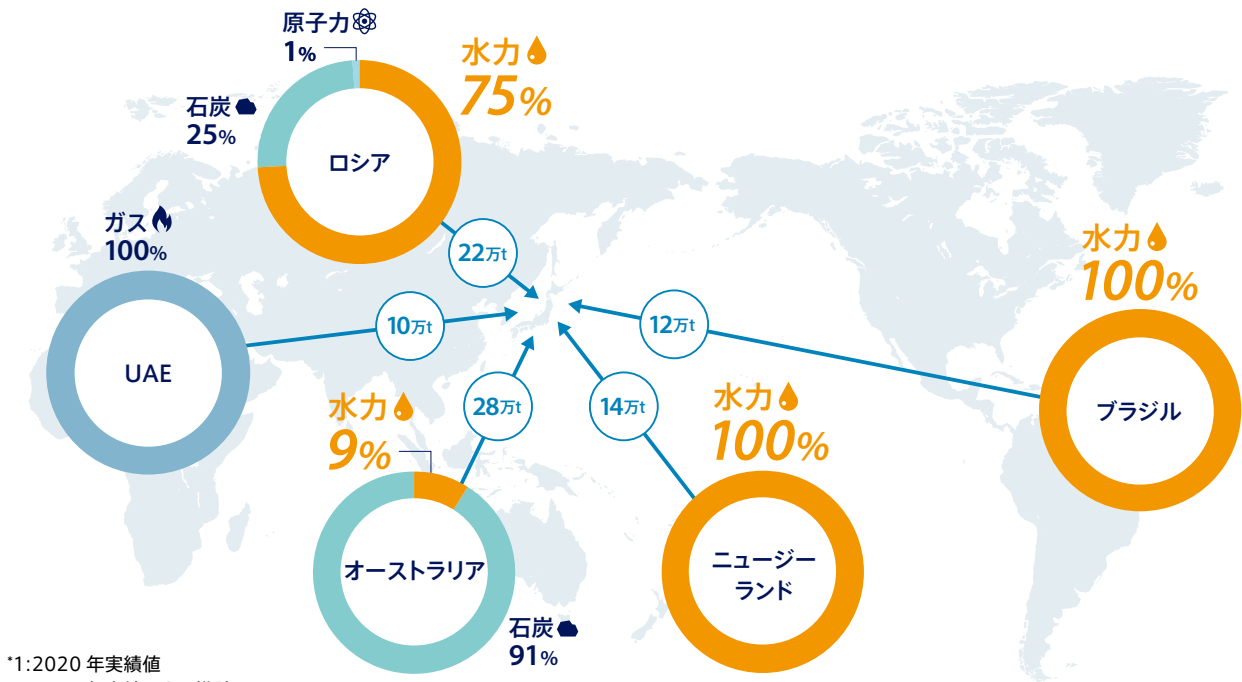 原子力
1%
水力
75%
石炭
25%
ロシア
22万t
ガス
100%
UAE
10万t
水力
9%
28万t
オーストラリア
石炭
91%
水力
100%
14万t
ニュージー
ランド
水力
100%
12万t
ブラジル
*1:2020 年実績値